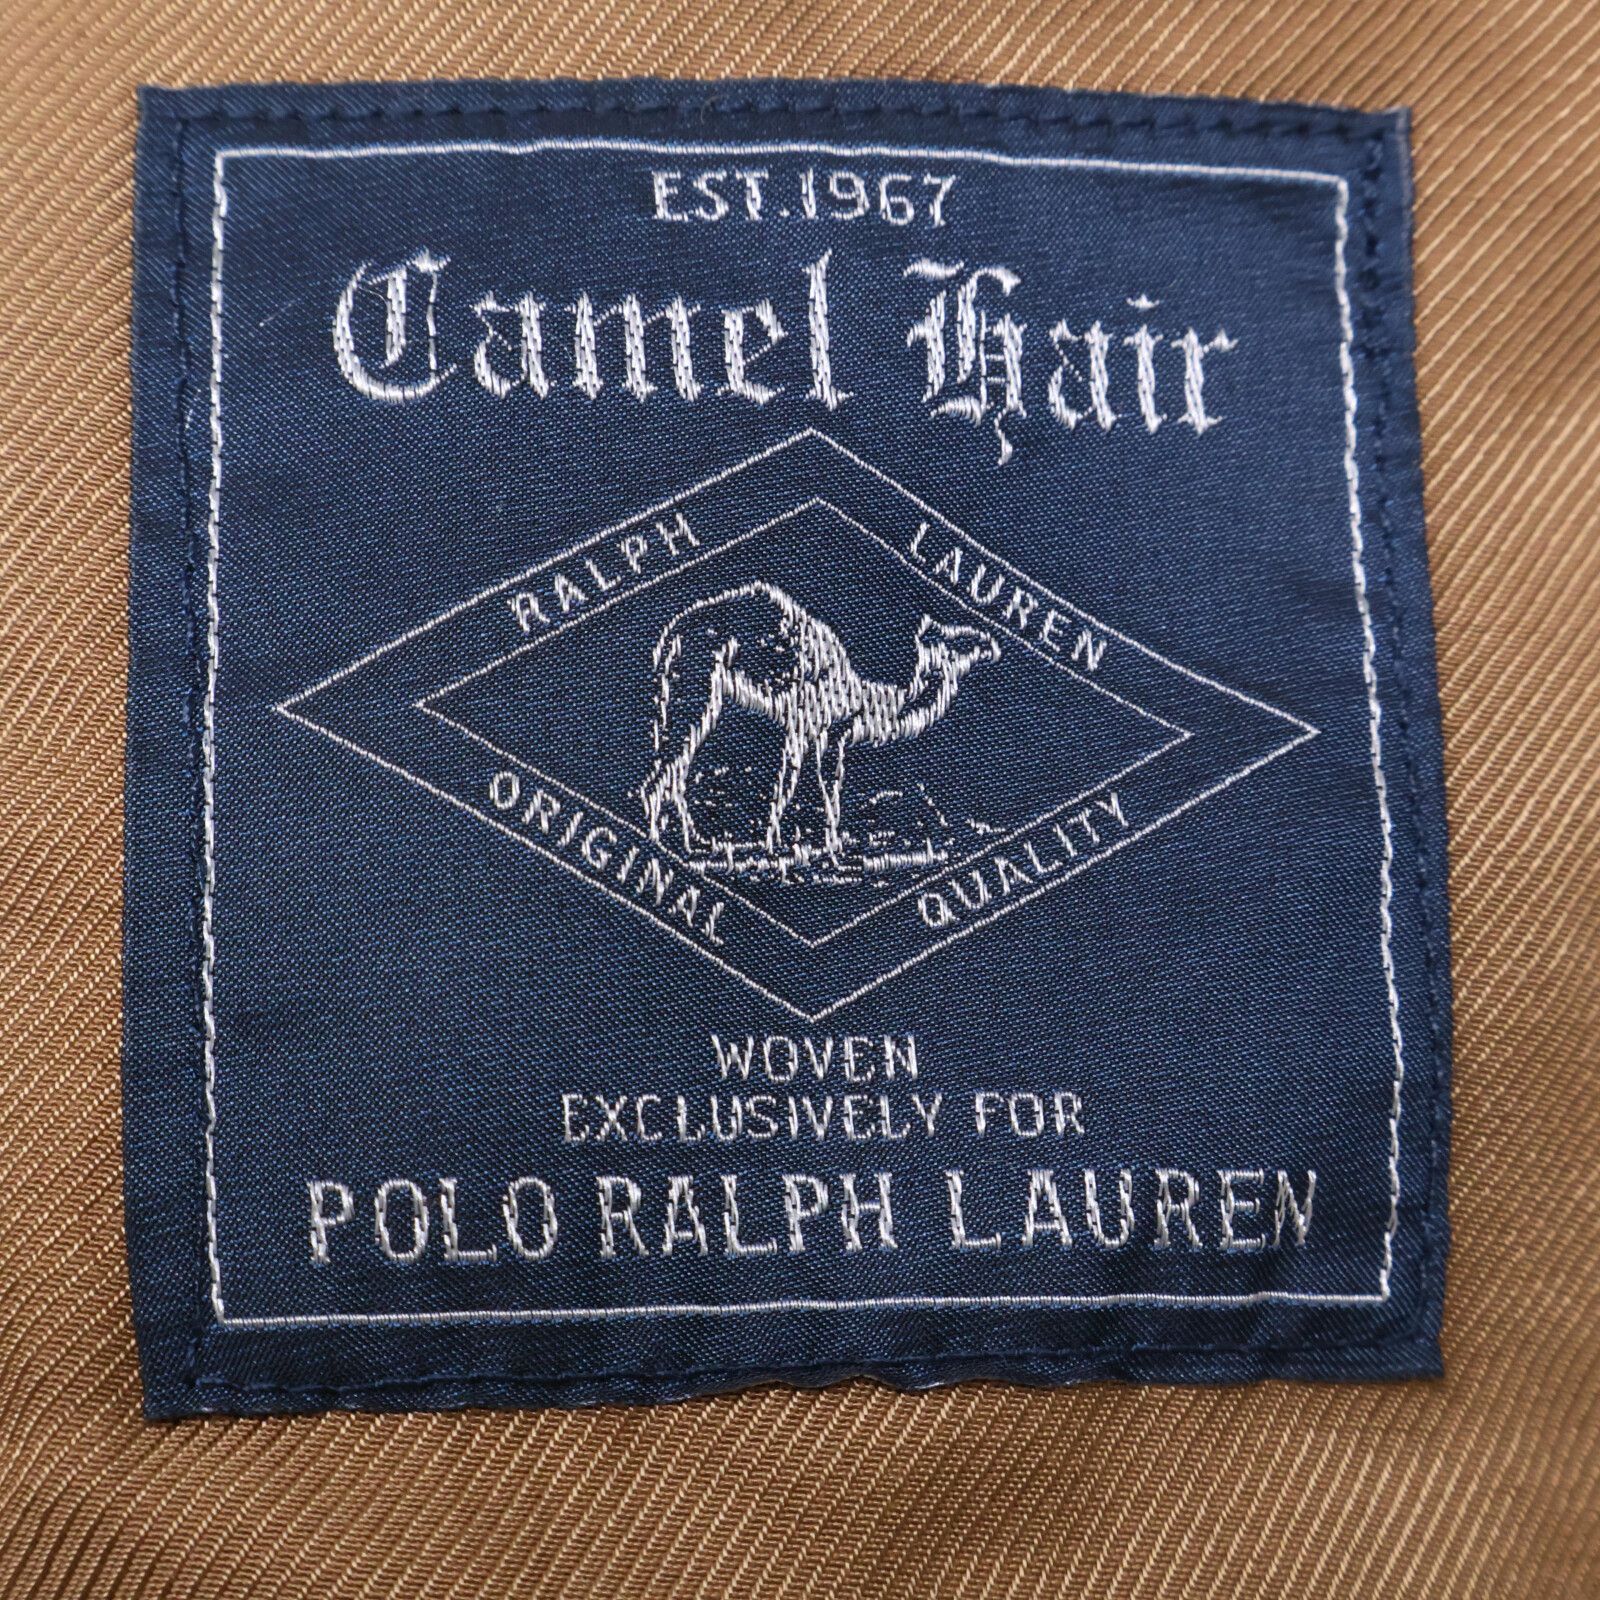 EST.1967
Camel Hair
RALPH LAUREN
ORIGINAL QUALITY
WOVEN
EXCLUSIVELY FOR
POLO RALPH LAUREN